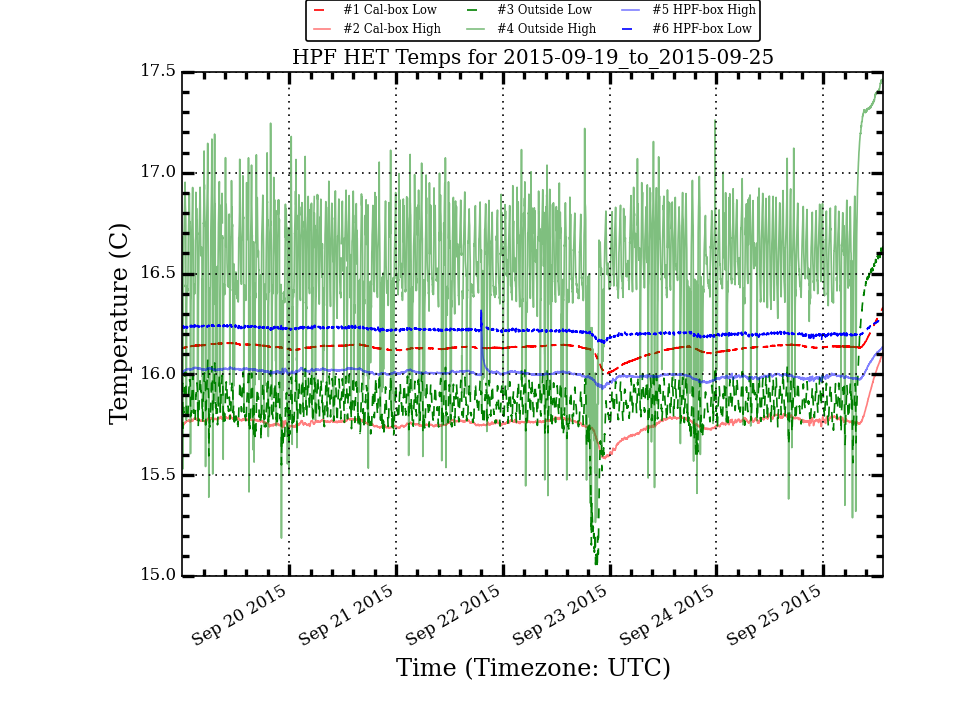 #1 Cal-box Low #3 Outside Low #5 HPF-box High
#2 Cal-box High #4 Outside High #6 HPF-box Low
HPF HET Temps for 2015-09-19_to_2015-09-25
17.5
17.0
16.5
16.0
15.5
15.0
Temperature (C)
Sep 20 2015 Sep 21 2015 Sep 22 2015 Sep 23 2015 Sep 24 2015 Sep 25 2015
Time (Timezone: UTC)